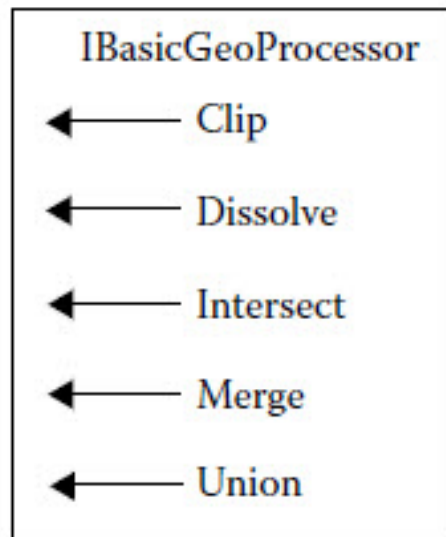 IBasicGeoProcessor
Clip
Dissolve
Intersect
Merge
Union